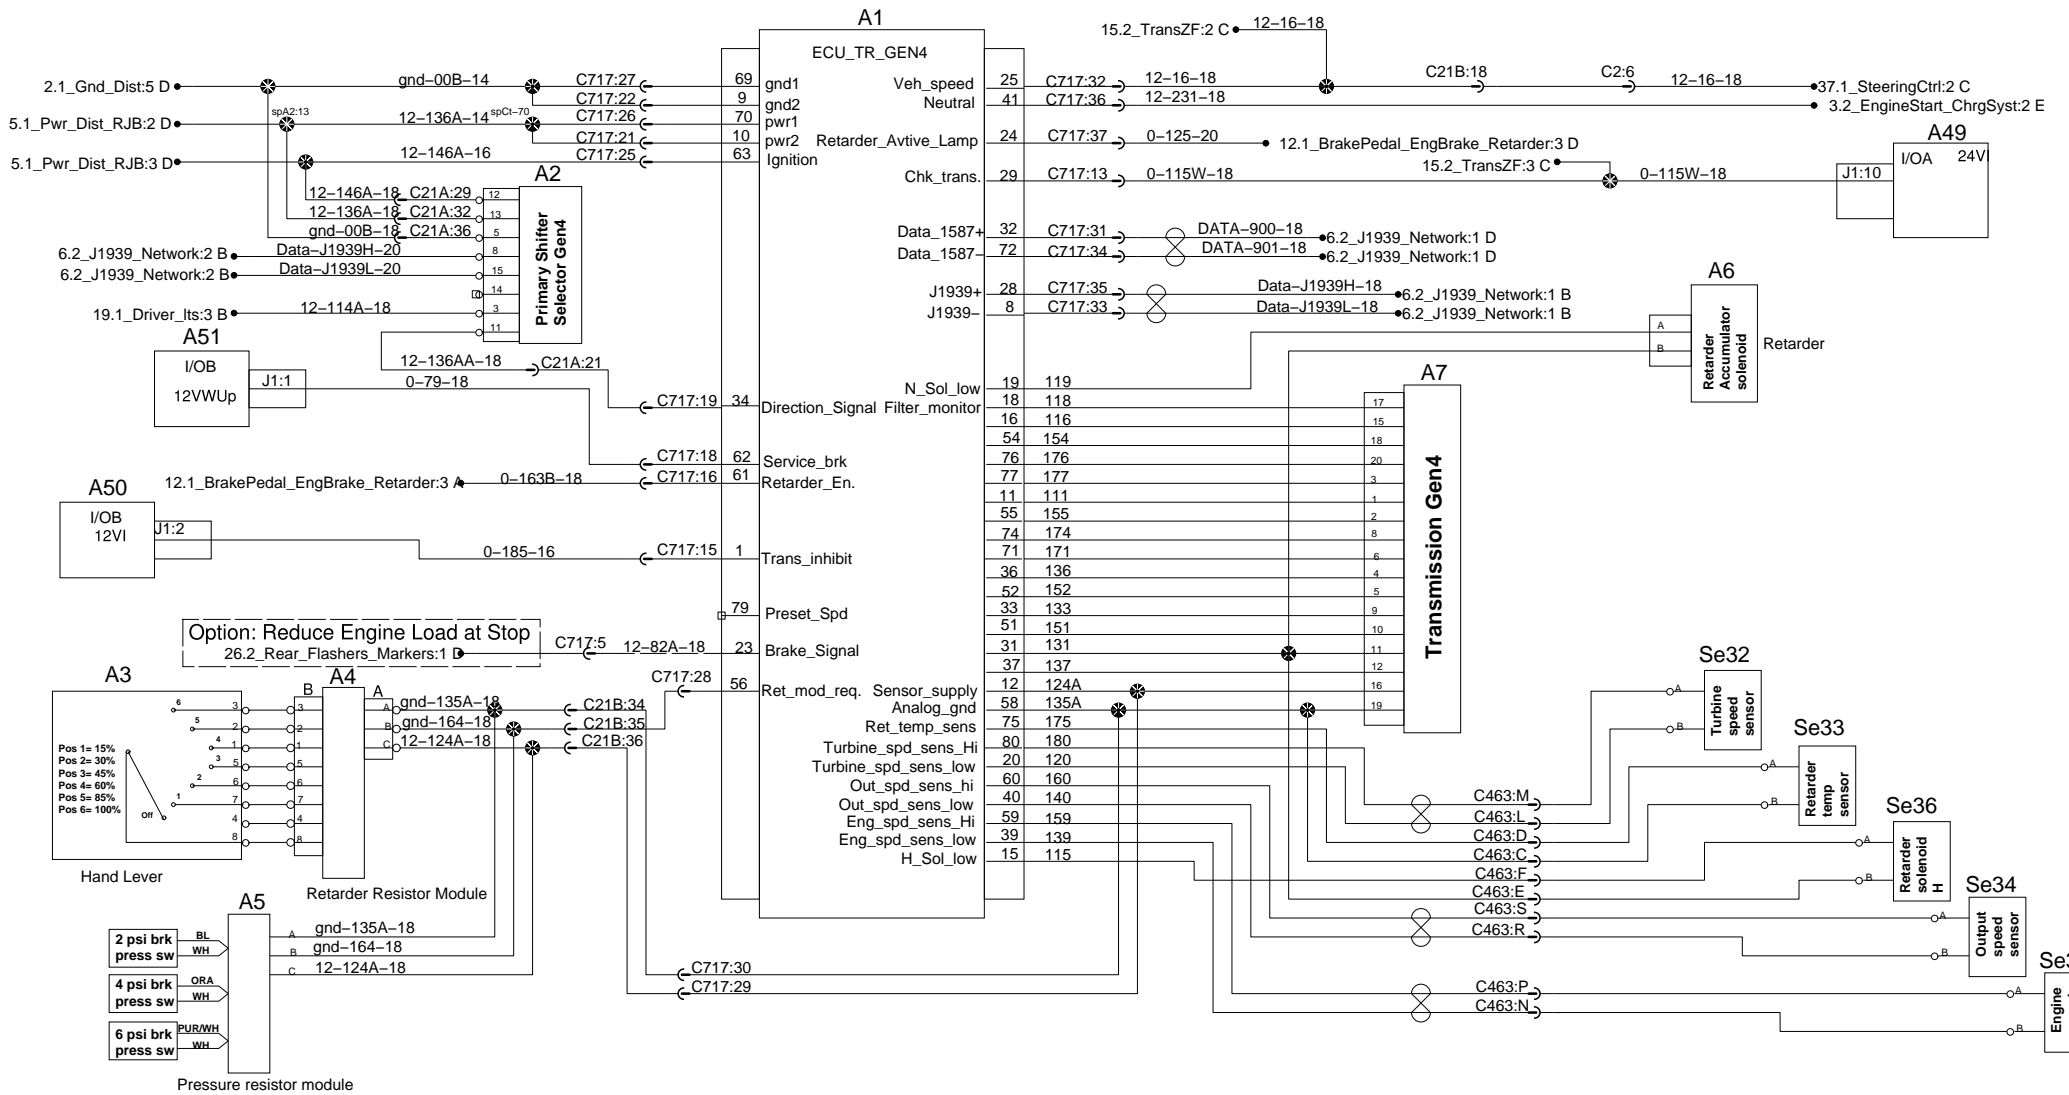 A1
ECU_TR_GEN4
2.1_Gnd_Dist:5 D
gnd–00B–14
C717:27
69
gnd1
C717:22
9
gnd2
5.1_Pwr_Dist_RJB:2 D
spA2:13
12–136A–14
spCt–70
C717:26
70
pwr1
C717:21
10
pwr2
5.1_Pwr_Dist_RJB:3 D
12–146A–16
C717:25
63
Ignition
A2
Primary Shifter
Selector Gen4
12–146A–18
C21A:29
12
12–136A–18
C21A:32
13
gnd–00B–18
C21A:36
5
6.2_J1939_Network:2 B
Data–J1939H–20
8
6.2_J1939_Network:2 B
Data–J1939L–20
15
14
19.1_Driver_lts:3 B
12–114A–18
3
11
12–136AA–18
C21A:21
A51
I/OB
12VWUp
J1:1
0–79–18
C717:19
34
Direction_Signal
C717:18
62
Service_brk
12.1_BrakePedal_EngBrake_Retarder:3 A
0–163B–18
C717:16
61
Retarder_En.
A50
I/OB
12VI
J1:2
0–185–16
C717:15
1
Trans_inhibit
79
Preset_Spd
Option: Reduce Engine Load at Stop
26.2_Rear_Flashers_Markers:1 D
C717:5
12–82A–18
23
Brake_Signal
C717:28
56
Ret_mod_req.
A3
6
5
4
3
2
1
Off
Pos 1= 15%
Pos 2= 30%
Pos 3= 45%
Pos 4= 60%
Pos 5= 85%
Pos 6= 100%
3
2
1
5
6
7
4
8
Hand Lever
A4
B
A
3
2
1
5
6
7
4
8
A
B
C
gnd–135A–18
gnd–164–18
12–124A–18
C21B:34
C21B:35
C21B:36
Retarder Resistor Module
A5
2 psi brk
press sw
BL
WH
4 psi brk
press sw
ORA
WH
6 psi brk
press sw
PUR/WH
WH
A
gnd–135A–18
B
gnd–164–18
C
12–124A–18
Pressure resistor module
C717:30
C717:29
15.2_TransZF:2 C
12–16–18
Veh_speed
25
C717:32
12–16–18
C21B:18
C2:6
12–16–18
37.1_SteeringCtrl:2 C
Neutral
41
C717:36
12–231–18
3.2_EngineStart_ChrgSyst:2 E
Retarder_Avtive_Lamp
24
C717:37
0–125–20
12.1_BrakePedal_EngBrake_Retarder:3 D
15.2_TransZF:3 C
Chk_trans.
29
C717:13
0–115W–18
0–115W–18
A49
I/OA
24VI
J1:10
Data_1587+
32
C717:31
DATA–900–18
6.2_J1939_Network:1 D
Data_1587–
72
C717:34
DATA–901–18
6.2_J1939_Network:1 D
J1939+
28
C717:35
Data–J1939H–18
6.2_J1939_Network:1 B
J1939–
8
C717:33
Data–J1939L–18
6.2_J1939_Network:1 B
A6
A
B
Retarder
Accumulator
solenoid
Retarder
A7
Transmission Gen4
N_Sol_low
19
119
Filter_monitor
18
118
17
16
116
15
54
154
18
76
176
20
77
177
3
11
111
1
55
155
2
74
174
8
71
171
6
36
136
4
52
152
5
33
133
9
51
151
10
31
131
11
37
137
12
Sensor_supply
12
124A
16
Analog_gnd
58
135A
19
Ret_temp_sens
75
175
Turbine_spd_sens_Hi
80
180
Turbine_spd_sens_low
20
120
Out_spd_sens_hi
60
160
Out_spd_sens_low
40
140
Eng_spd_sens_Hi
59
159
Eng_spd_sens_low
39
139
H_Sol_low
15
115
C463:M
C463:L
C463:D
C463:C
C463:F
C463:E
C463:S
C463:R
C463:P
C463:N
Se32
A
B
Turbine
speed
sensor
Se33
A
B
Retarder
temp
sensor
Se36
A
B
Retarder
solenoid
H
Se34
A
B
Output
speed
sensor
A
B
Engine